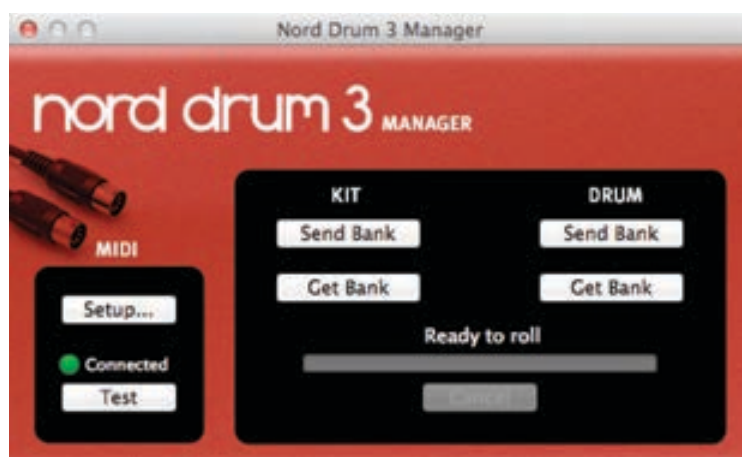 Nord Drum 3 Manager
nord drum 3 MANAGER
MIDI
Setup...
Connected
Test
KIT
DRUM
Send Bank
Send Bank
Get Bank
Get Bank
Ready to roll
Cancel